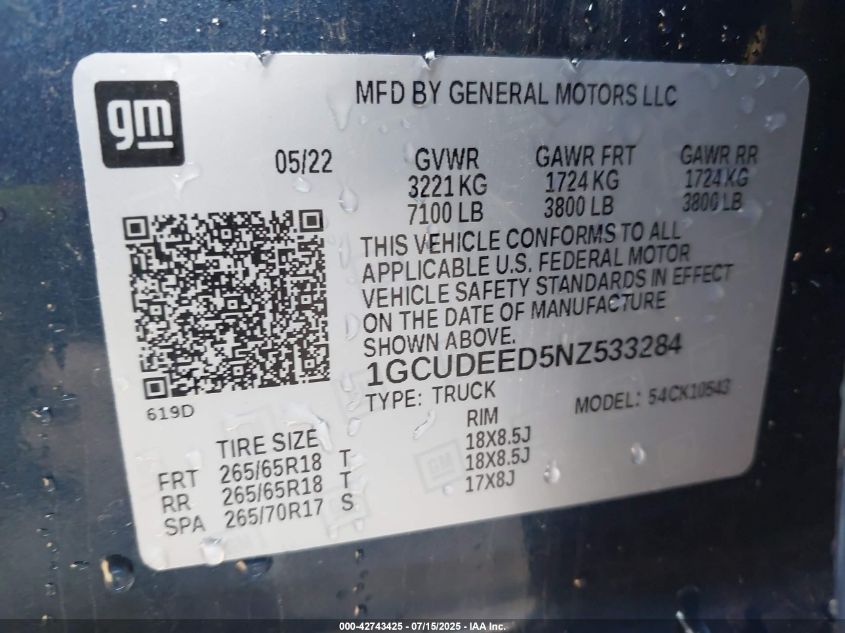 gm
MFD BY GENERAL MOTORS LLC
05/22
GVWR GAWR FRT GAWR RR
3221 KG 1724 KG 1724 KG
7100 LB 3800 LB 3800 LB
THIS VEHICLE CONFORMS TO ALL
APPLICABLE U.S. FEDERAL MOTOR
VEHICLE SAFETY STANDARDS IN EFFECT
ON THE DATE OF MANUFACTURE
SHOWN ABOVE.
1GCUDEED5NZ533284
TYPE: TRUCK MODEL: 54CK10543
619D
TIRE SIZE RIM
FRT 265/65R18 T 18X8.5J
RR 265/65R18 T 18X8.5J
SPA 265/70R17 S 17X8J
000-42743425 - 07/15/2025 - IAA Inc.